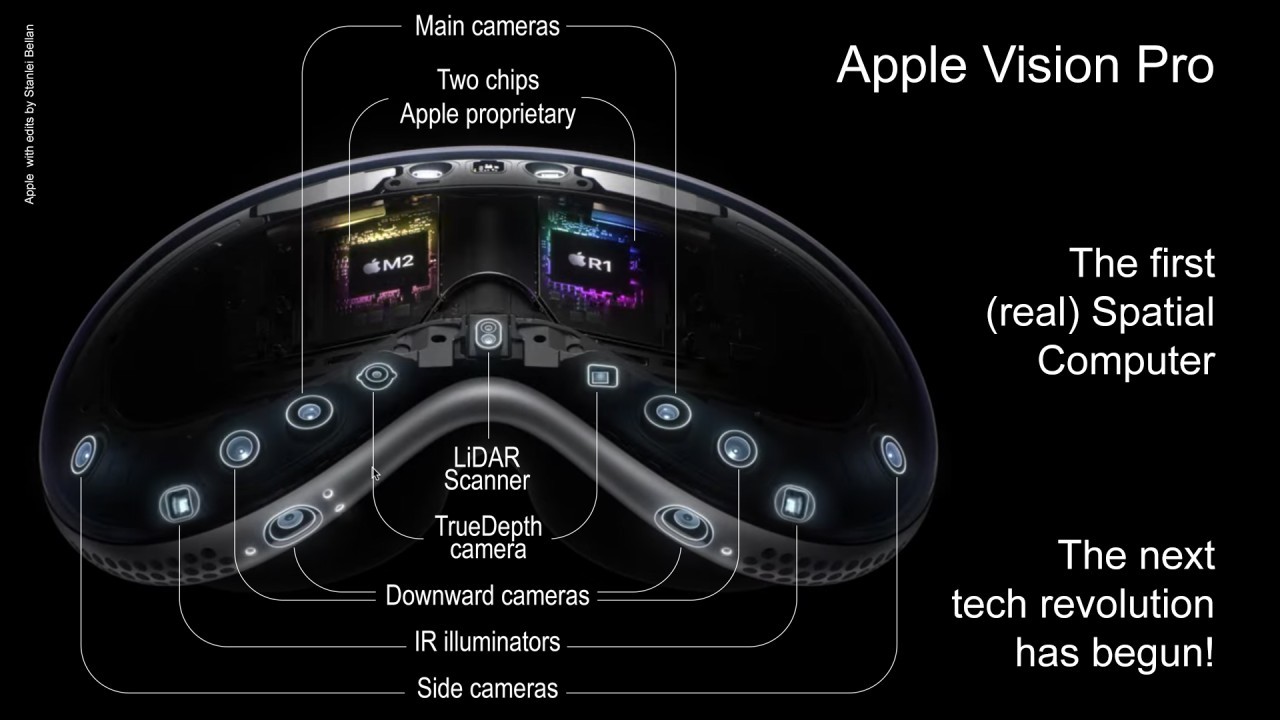 Apple with edits by Stanlei Bellan
Main cameras
Two chips
Apple proprietary
Apple Vision Pro
M2
R1
The first
(real) Spatial
Computer
LiDAR
Scanner
TrueDepth
camera
Downward cameras
IR illuminators
Side cameras
The next
tech revolution
has begun!